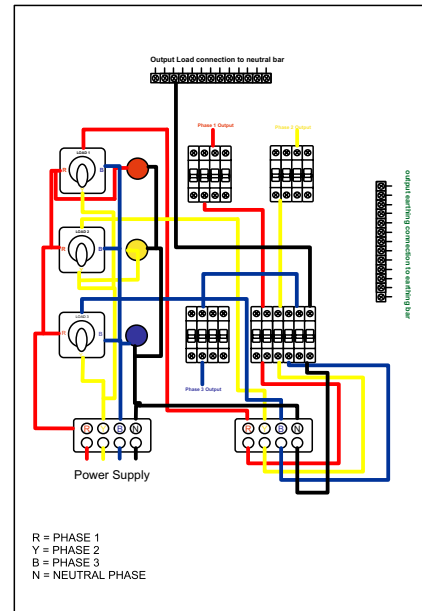 Output Load connection to neutral bar
Phase 1 Output
Phase 2 Output
LOAD 1
R
B
LOAD 2
R
B
LOAD 3
R
B
output earthing connection to earthing bar
Phase 3 Output
R
B
N
R
B
N
Power Supply
R = PHASE 1
Y = PHASE 2
B = PHASE 3
N = NEUTRAL PHASE